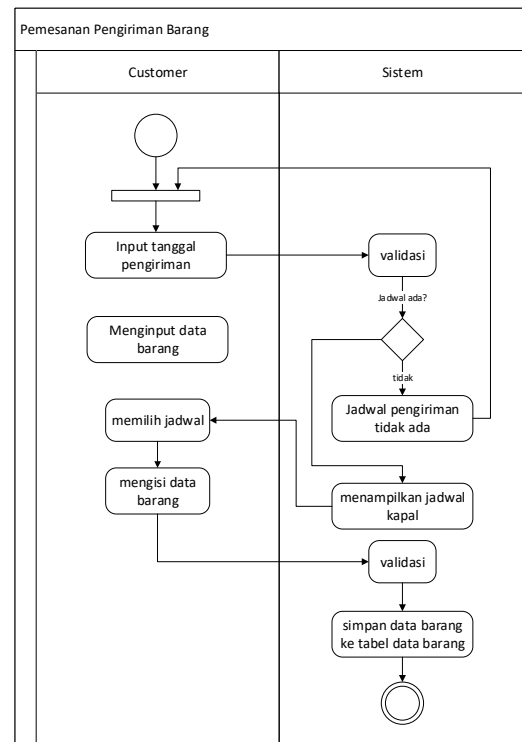 Pemesanan Pengiriman Barang
Customer
Sistem
Input tanggal
pengiriman
validasi
Jadwal ada?
Menginput data
barang
tidak
Jadwal pengiriman
tidak ada
memilih jadwal
mengisi data
barang
menampilkan jadwal
kapal
validasi
simpan data barang
ke tabel data barang